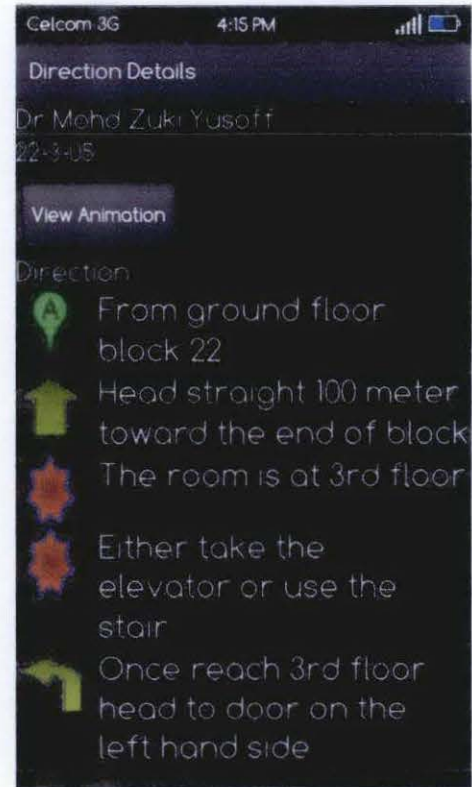 Celcom 3G 4:15 PM
Direction Details
Dr Mohd Zuki Yusoff
22-3-05
View Animation
Direction
A
From ground floor
block 22
Head straight 100 meter
toward the end of block
The room is at 3rd floor
Either take the
elevator or use the
stair
Once reach 3rd floor
head to door on the
left hand side